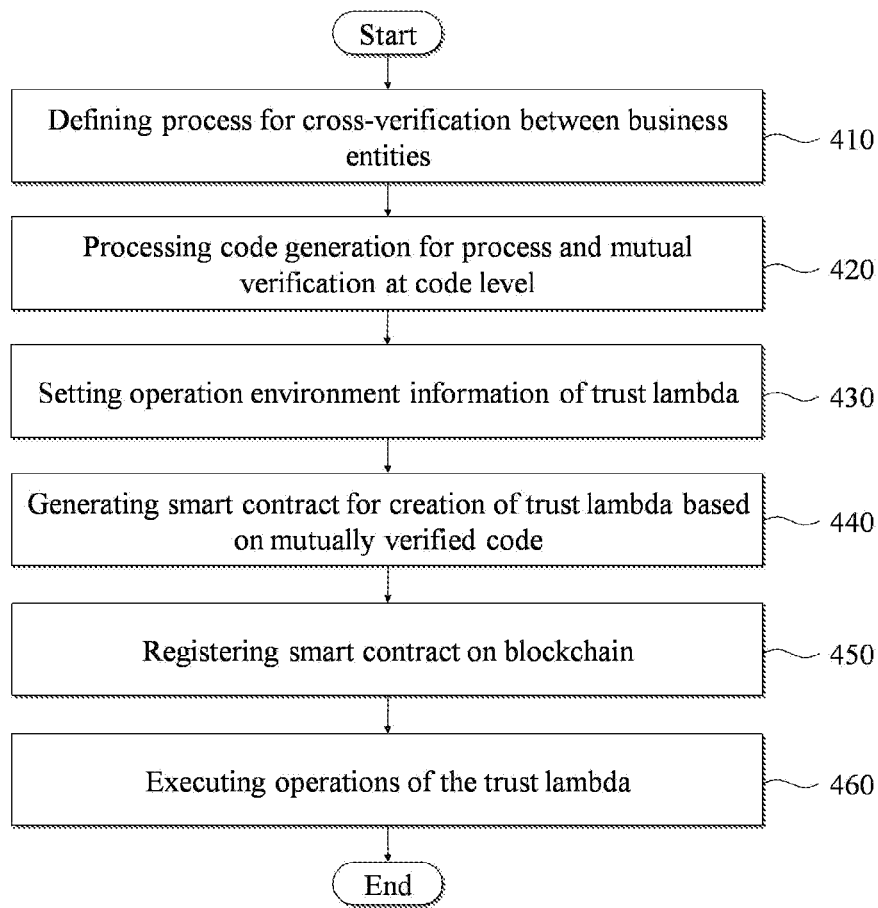 Start
Defining process for cross-verification between business
entities
410
Processing code generation for process and mutual
verification at code level
420
Setting operation environment information of trust lambda
430
Generating smart contract for creation of trust lambda based
on mutually verified code
440
Registering smart contract on blockchain
450
Executing operations of the trust lambda
460
End